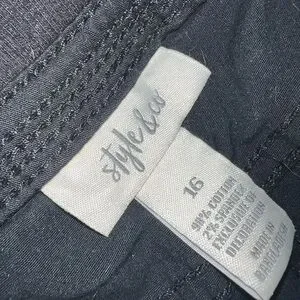 style&co
16
98% COTTON
2% SPANDEX
EXCLUSIVE OF
DECORATION
MADE IN
BANGLADESH